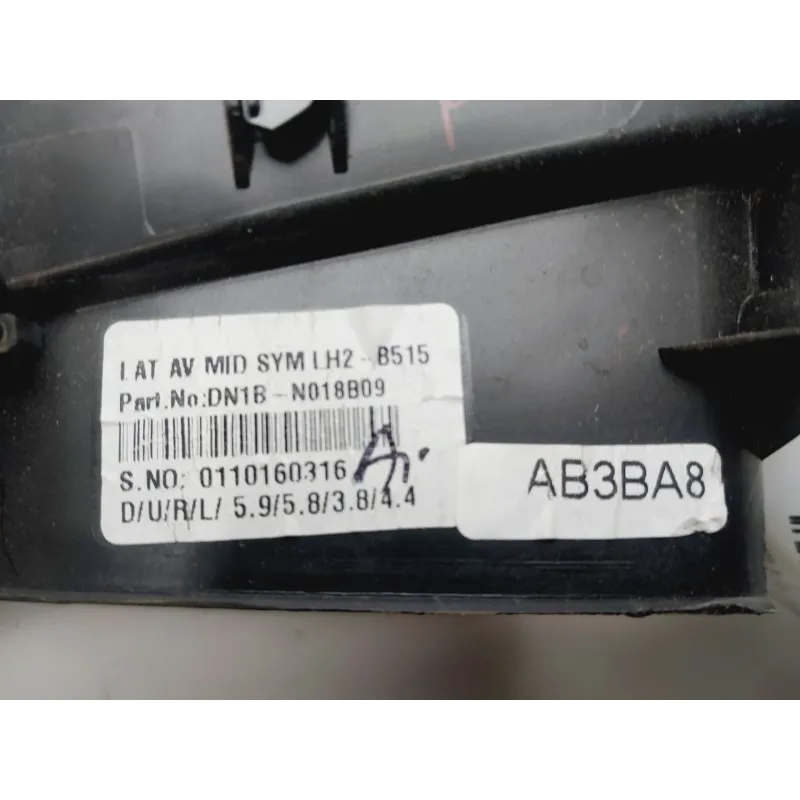 LAT AV MID SYM LH2 - B515
Part.No:DN1B - N018B09
S.NO: 0110160316
A.
D/U/R/L/ 5.9/5.8/3.8/4.4
AB3BA8